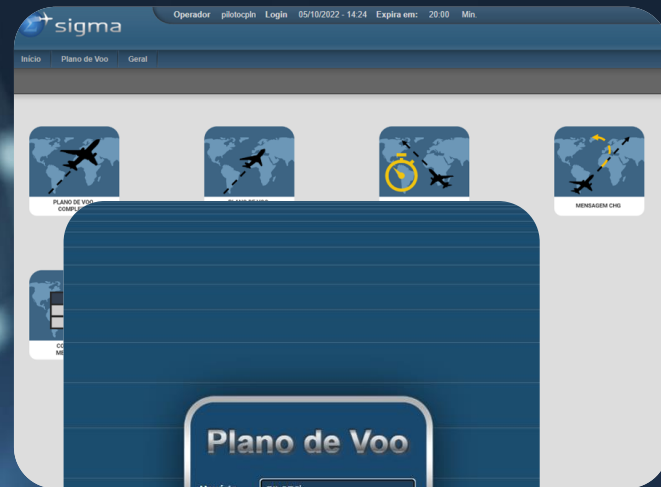 sigma
Operador pilotocpln Login 05/10/2022 - 14:24 Expira em: 20:00 Min.
Início Plano de Voo Geral
PLANO DE VOO
MENSAGEM CHG
Plano de Voo